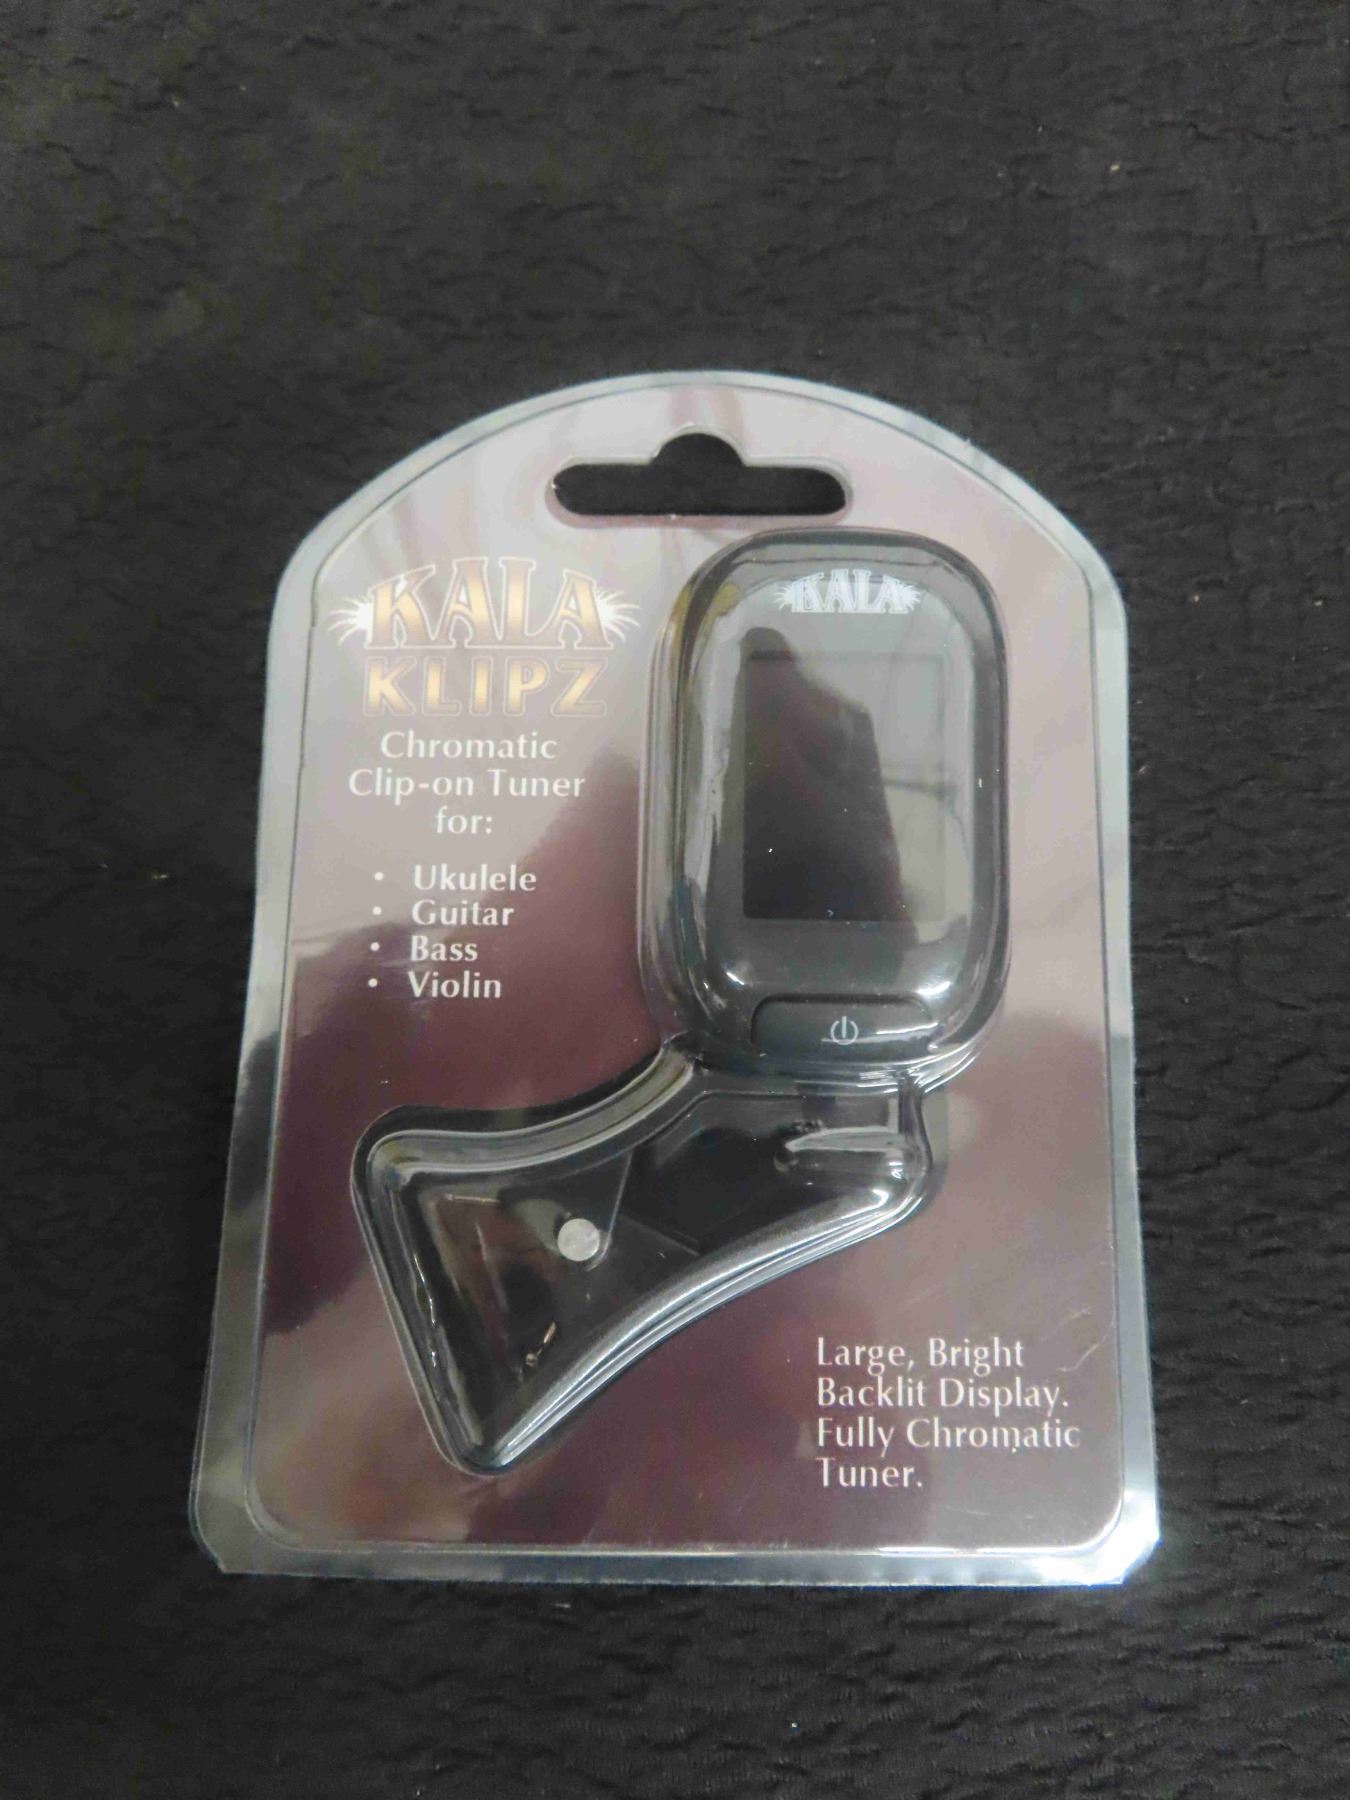 KALA
KLIPZ
Chromatic
Clip-on Tuner
for:
• Ukulele
• Guitar
• Bass
• Violin
KALA
Large, Bright
Backlit Display.
Fully Chromatic
Tuner.